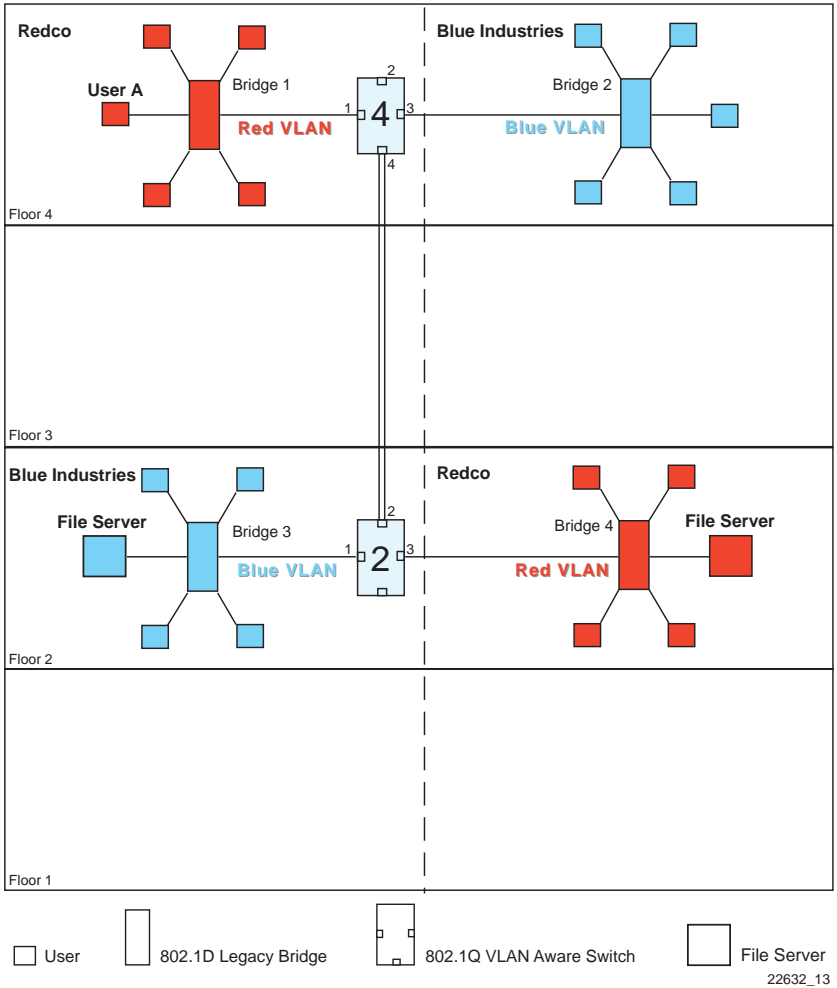 Redco
Blue Industries
User A
Bridge 1
Bridge 2
Red VLAN
1
2
4
3
4
Blue VLAN
Floor 4
Floor 3
Blue Industries
Redco
File Server
Bridge 3
Blue VLAN
1
2
2
3
Bridge 4
File Server
Red VLAN
Floor 2
Floor 1
User
802.1D Legacy Bridge
802.1Q VLAN Aware Switch
File Server
22632_13